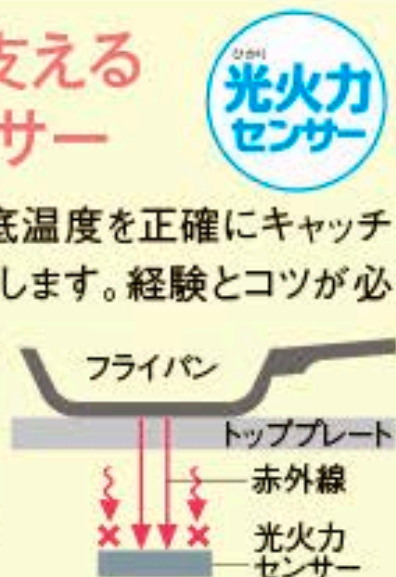 支える
サー
ひかり
光火力
センサー
底温度を正確にキャッチ
します。経験とコツが必
フライパン
トッププレート
赤外線
光火力
センサー